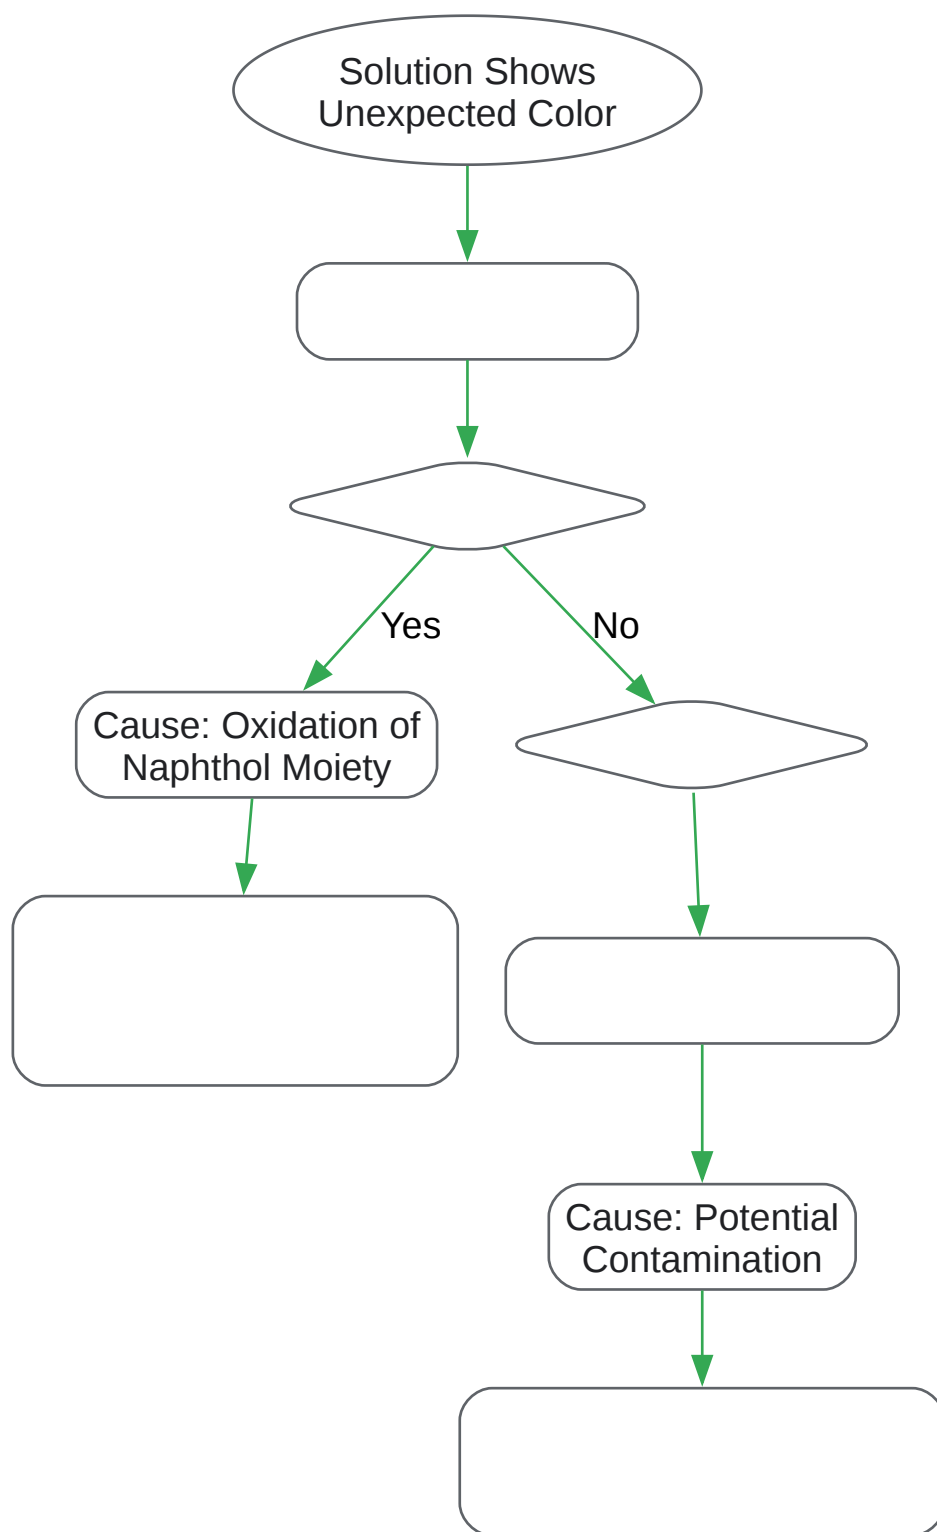 Solution Shows
Unexpected Color
Yes
No
Cause: Oxidation of
Naphthol Moiety
Cause: Potential
Contamination